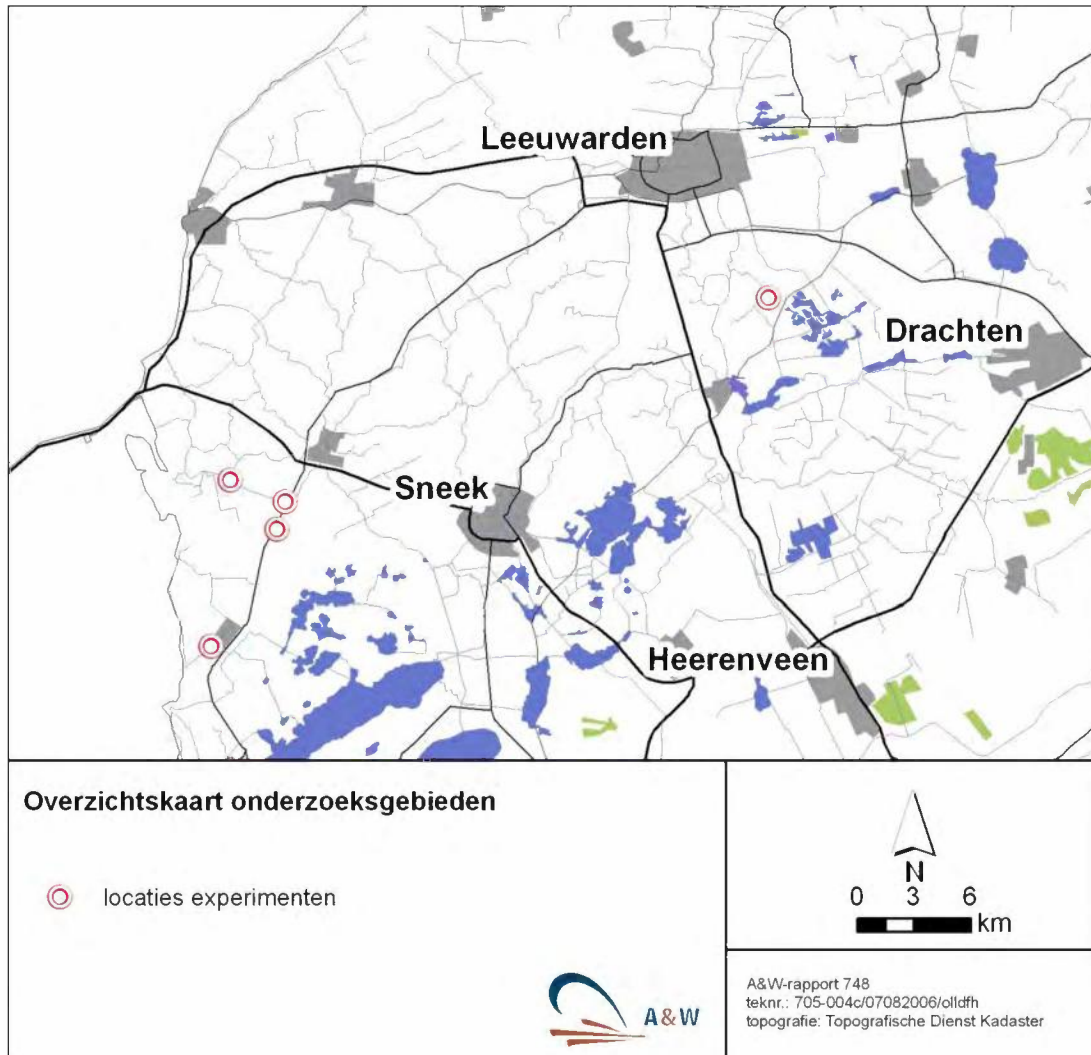 Leeuwarden
Drachten
Sneek
Heerenveen
Overzichtskaart onderzoeksgebieden
locaties experimenten
N
0 3 6
km
A&W
A&W-rapport 748
teknr.: 705-004c/07082006/olldfh
topografie: Topografische Dienst Kadaster